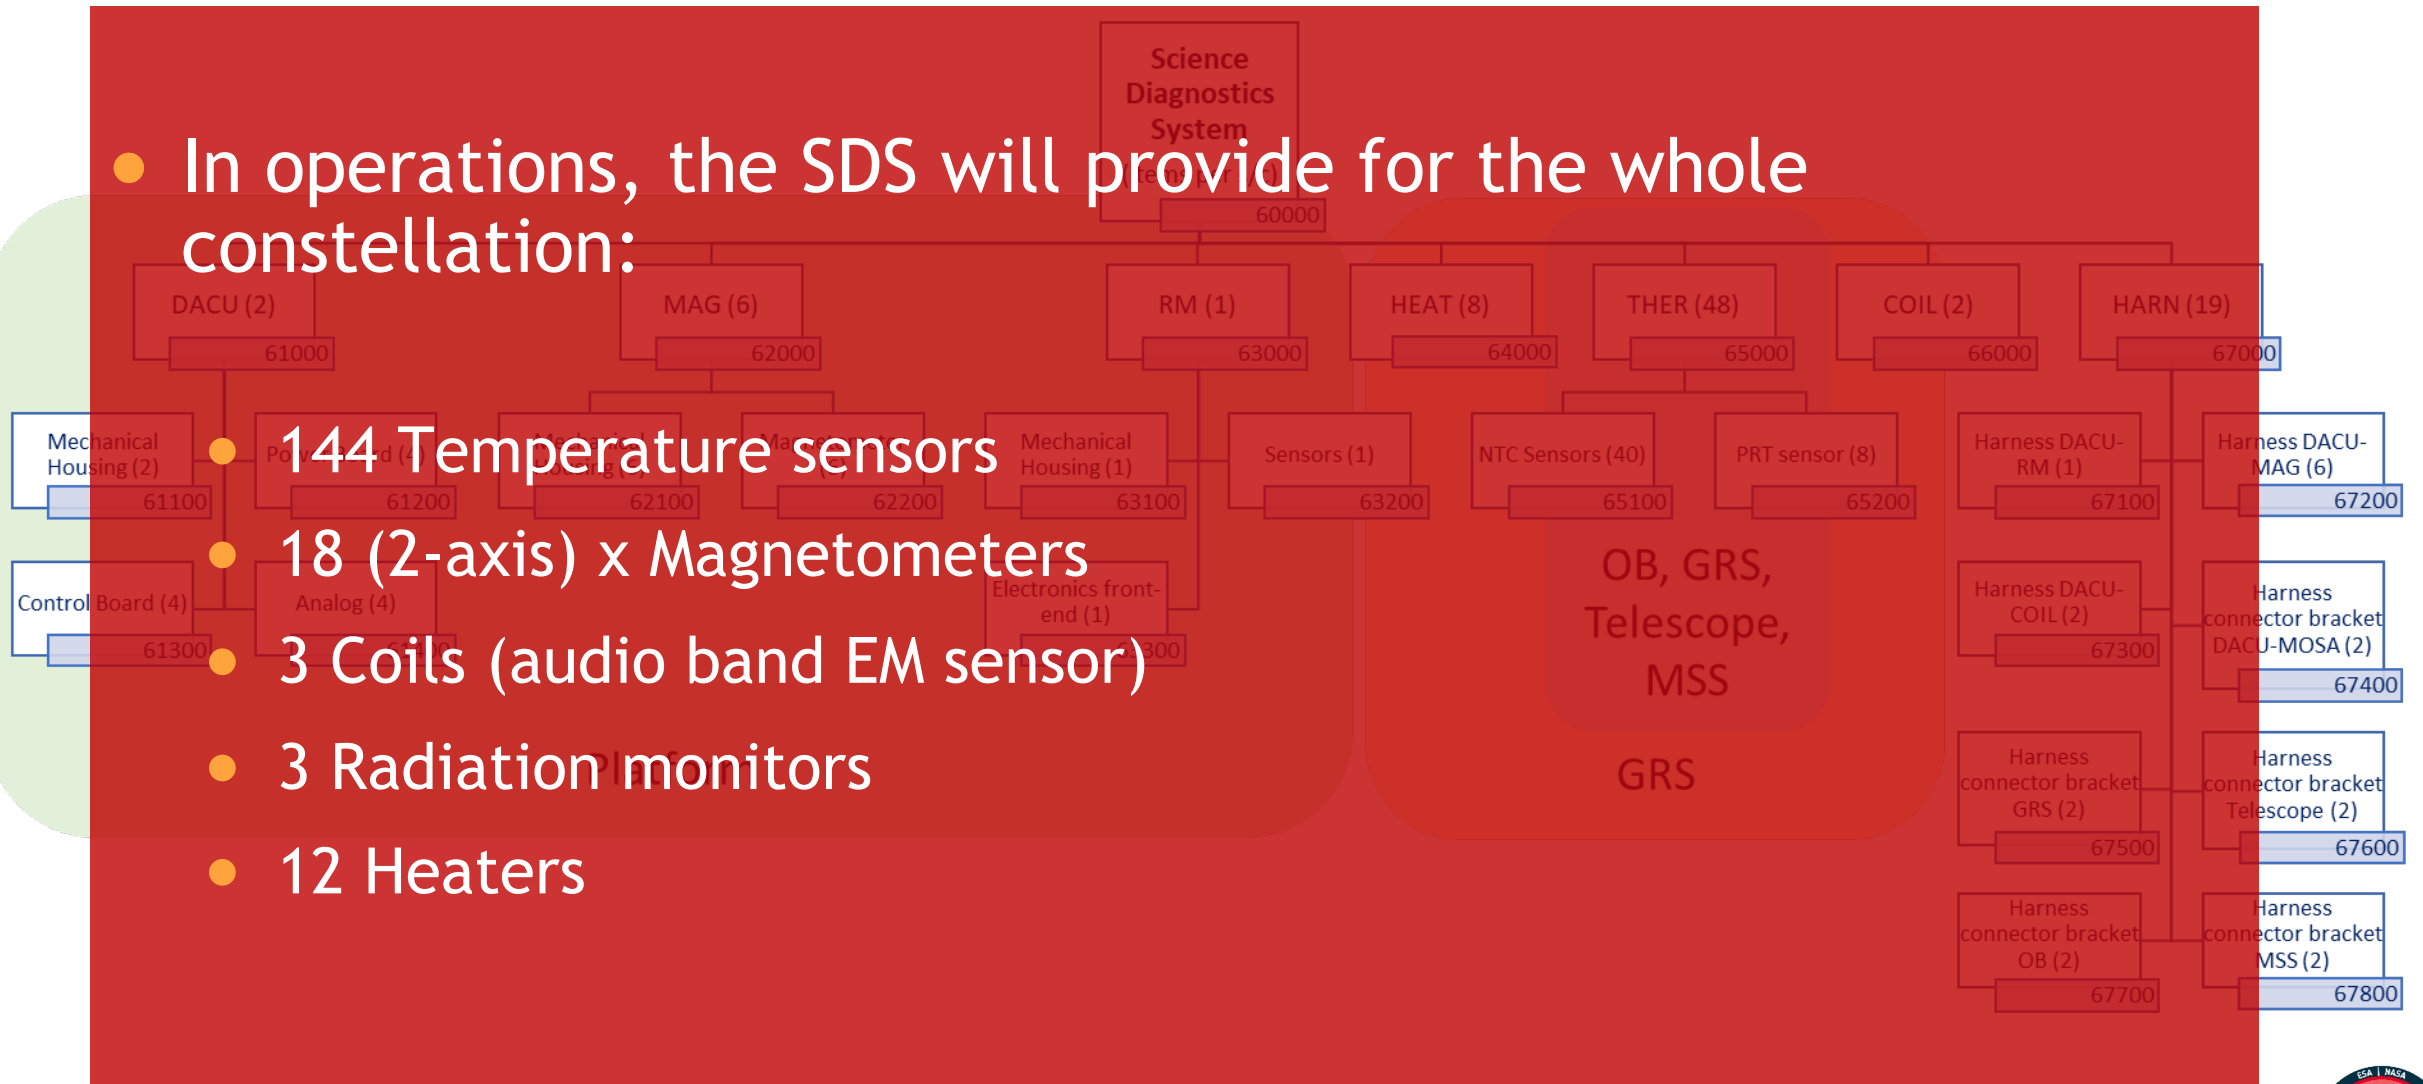 Science
Diagnostics
System
60000
• In operations, the SDS will provide for the whole
constellation:
DACU (2)
61000
MAG (6)
62000
RM (1)
63000
HEAT (8)
64000
THER (48)
65000
COIL (2)
66000
HARN (19)
67000
Mechanical
Housing (2)
61100
61200
62100
62200
Mechanical
Housing (1)
63100
Sensors (1)
63200
NTC Sensors (40)
65100
PRT sensor (8)
65200
Harness DACU-
RM (1)
67100
Harness DACU-
MAG (6)
67200
• 144 Temperature sensors
• 18 (2-axis) x Magnetometers
Control Board (4)
61300
Analog (4)
Electronics front-
end (1)
63300
• 3 Coils (audio band EM sensor)
OB, GRS,
Telescope,
MSS
Harness DACU-
COIL (2)
67300
Harness
connector bracket
DACU-MOSA (2)
67400
• 3 Radiation monitors
Platform
GRS
Harness
connector bracket
GRS (2)
67500
Harness
connector bracket
Telescope (2)
67600
• 12 Heaters
Harness
connector bracket
OB (2)
67700
Harness
connector bracket
MSS (2)
67800
ESA | NASA